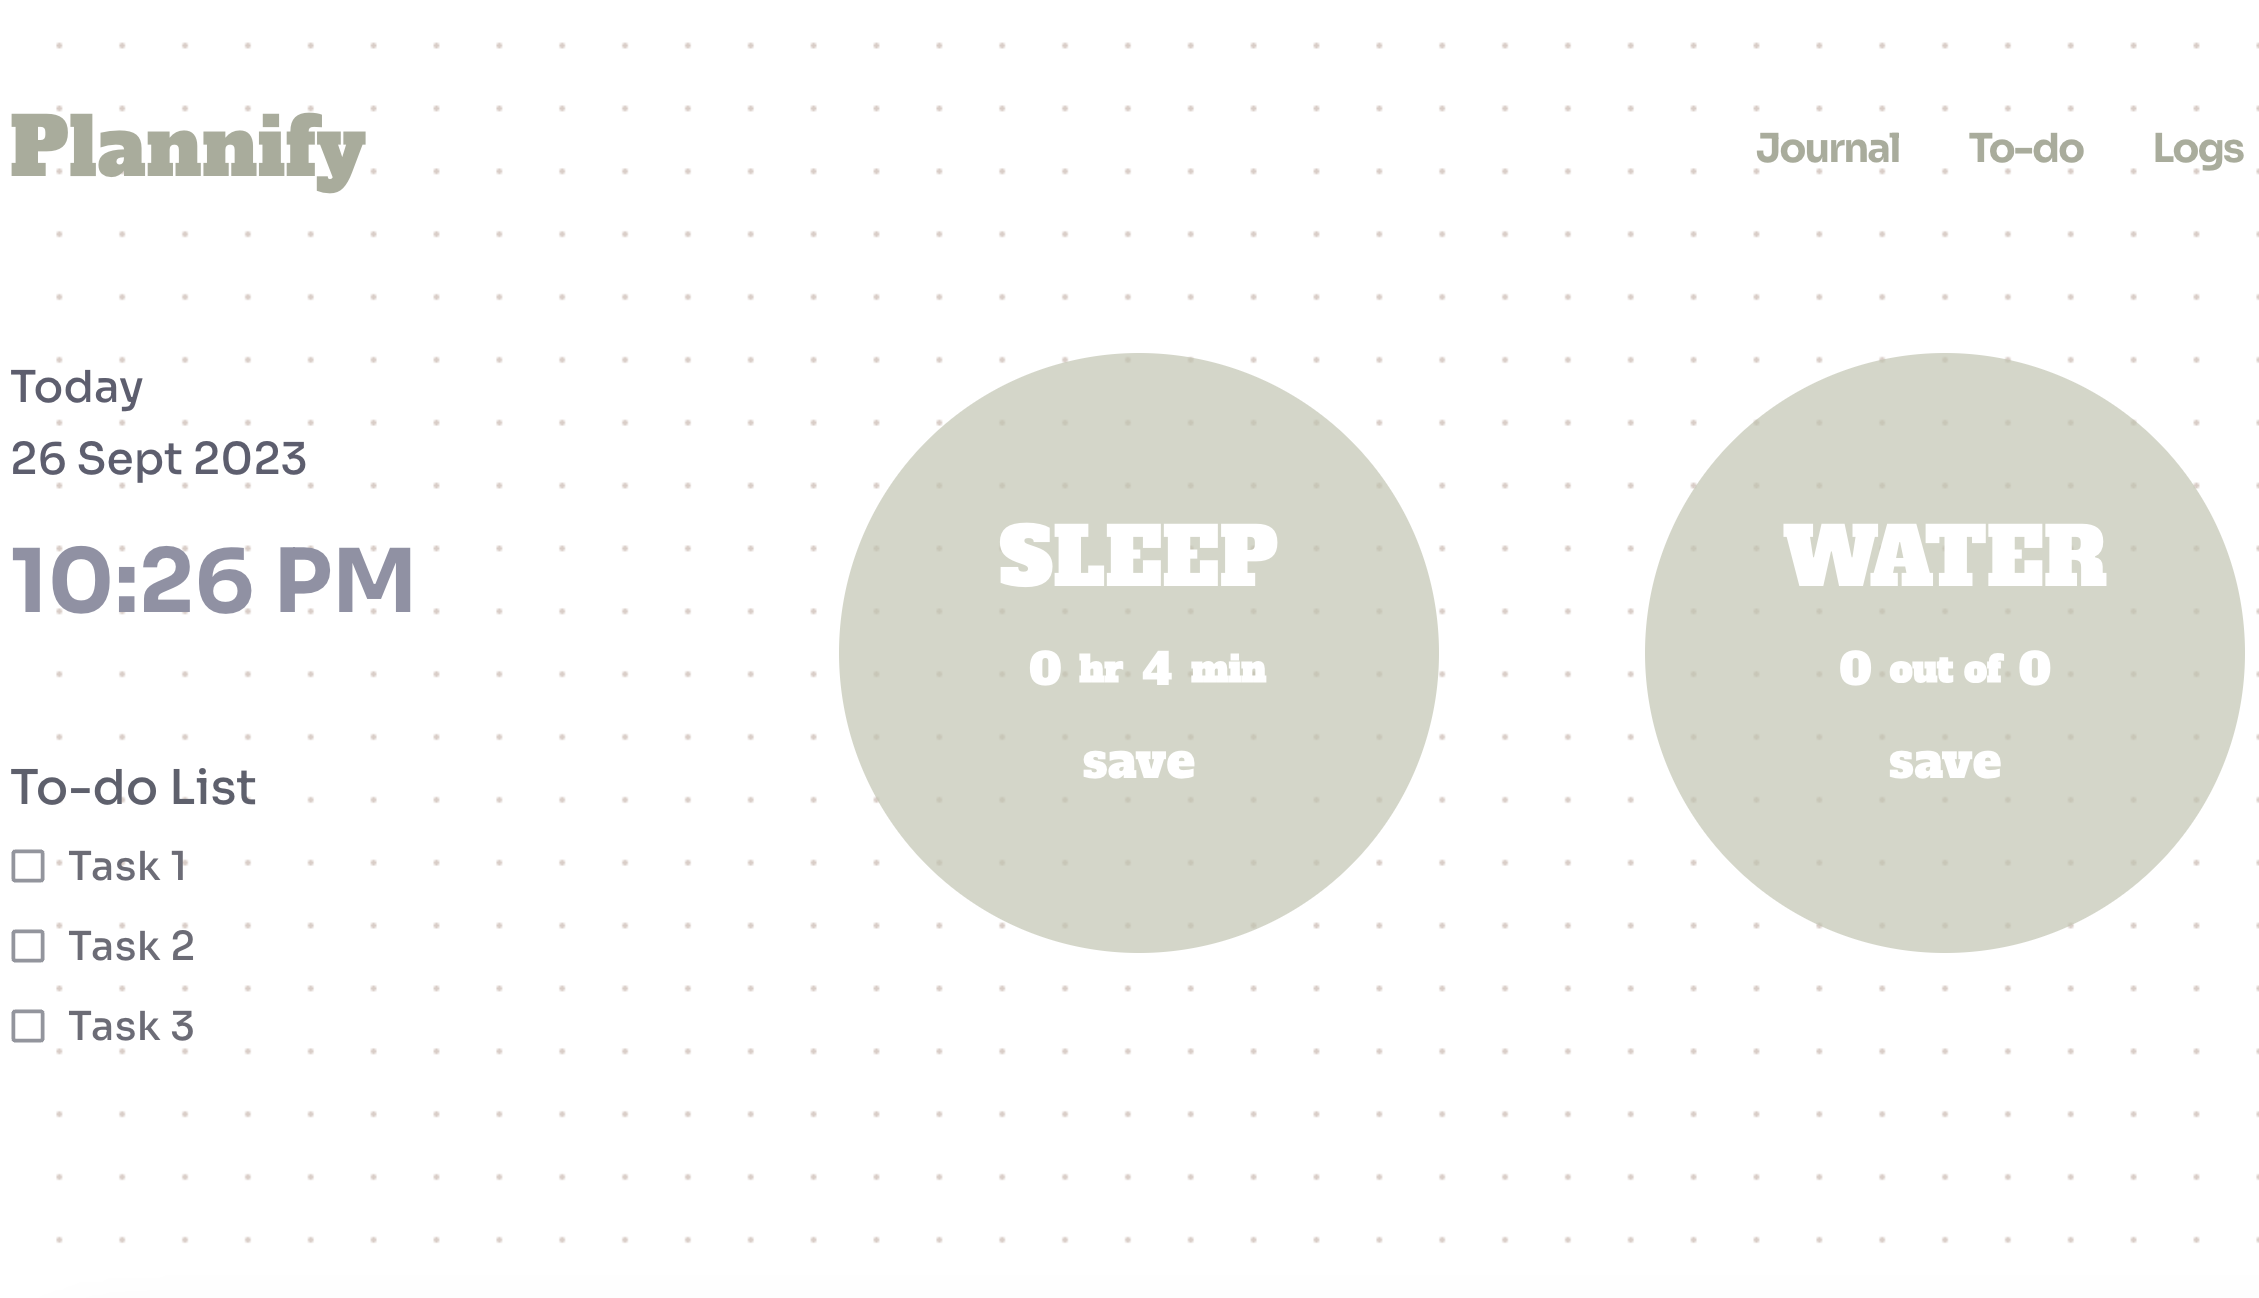 Plannify
Journal To-do Logs
Today
26 Sept 2023
10:26 PM
To-do List
Task 1
Task 2
Task 3
SLEEP
0 hr 4 min
save
WATER
0 out of 0
save